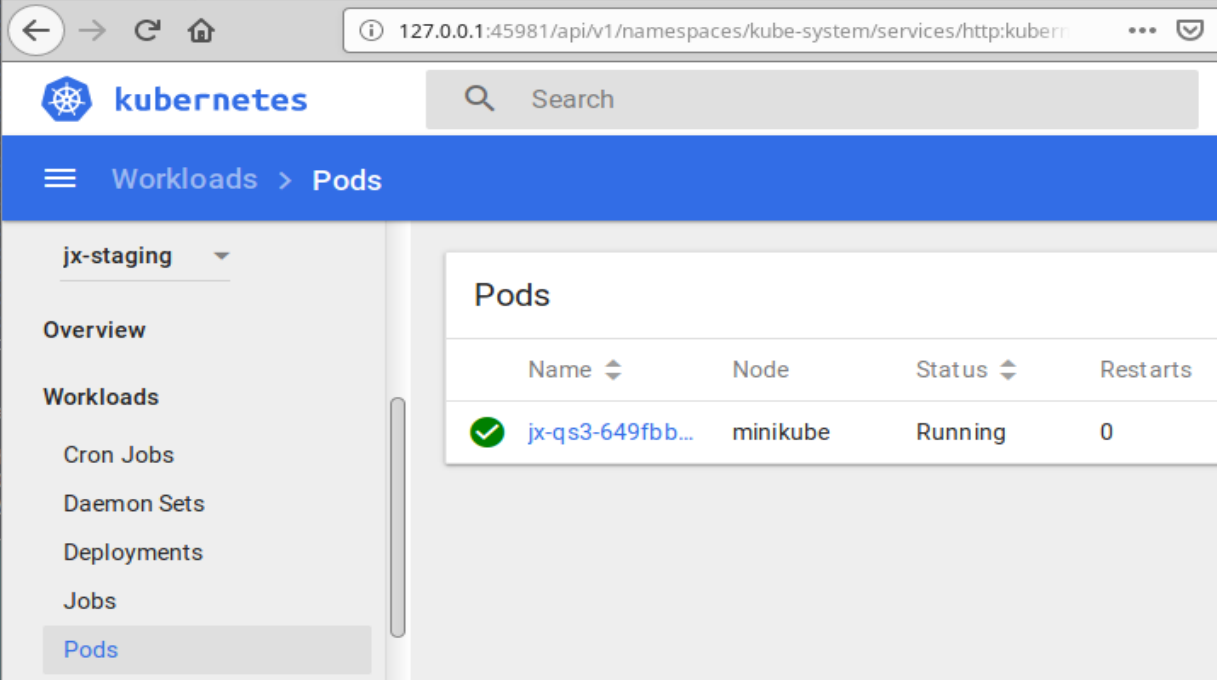 127.0.0.1:45981/api/v1/namespaces/kube-system/services/http:kubern
kubernetes
Search
Workloads > Pods
jx-staging
Overview
Workloads
Cron Jobs
Daemon Sets
Deployments
Jobs
Pods
Pods
Name Node Status Restarts
jx-qs3-649fbb... minikube Running 0